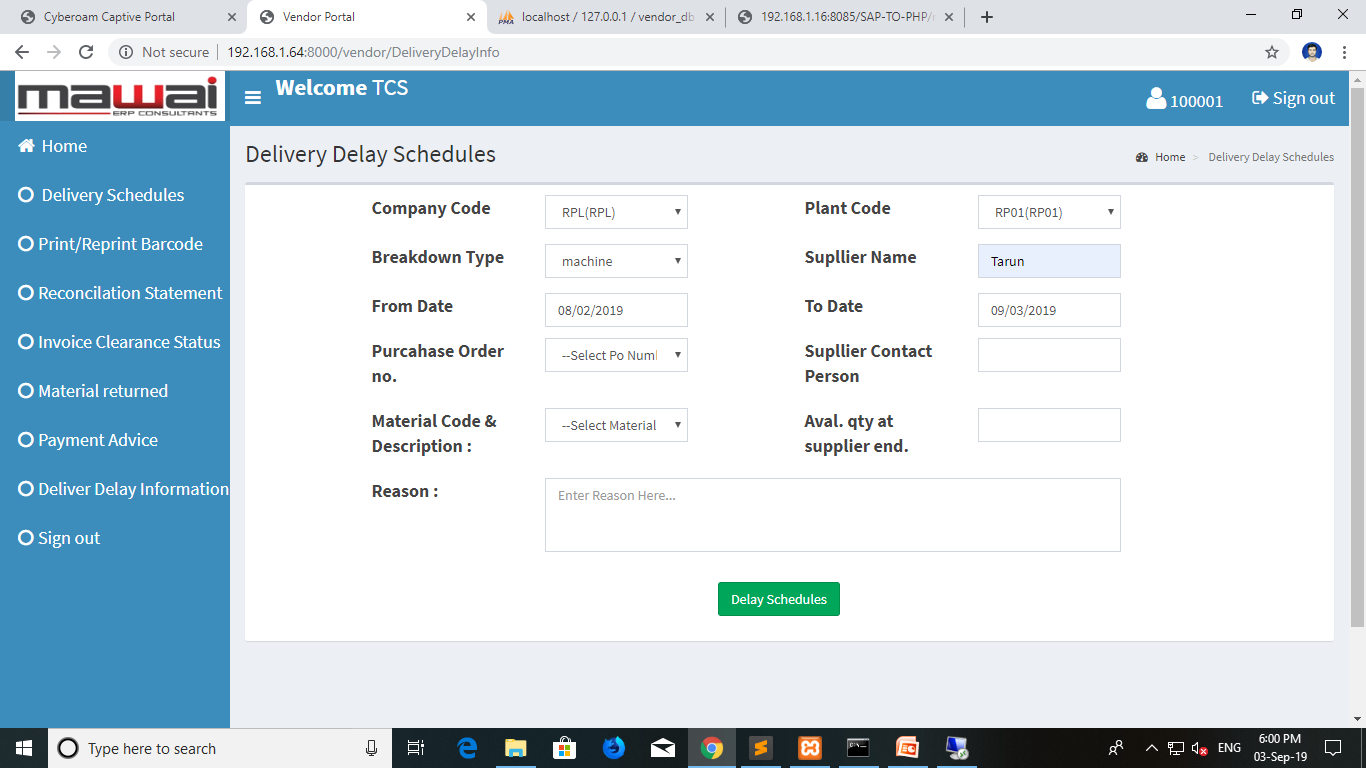 Cyberoam Captive Portal
Vendor Portal
localhost / 127.0.0.1 / vendor_db
192.168.1.16:8085/SAP-TO-PHP/
Not secure
192.168.1.64:8000/vendor/DeliveryDelayInfo
mawai
ERP CONSULTANTS
Welcome TCS
100001
Sign out
Home
Delivery Schedules
Print/Reprint Barcode
Reconcilation Statement
Invoice Clearance Status
Material returned
Payment Advice
Deliver Delay Information
Sign out
Delivery Delay Schedules
Home > Delivery Delay Schedules
Company Code
RPL(RPL)
Plant Code
RP01(RP01)
Breakdown Type
machine
Supllier Name
Tarun
From Date
08/02/2019
To Date
09/03/2019
Purcahase Order
no.
--Select Po Numb
Supllier Contact
Person
Material Code &
Description :
--Select Material
Aval. qty at
supplier end.
Reason :
Enter Reason Here...
Delay Schedules
Type here to search
ENG
6:00 PM
03-Sep-19